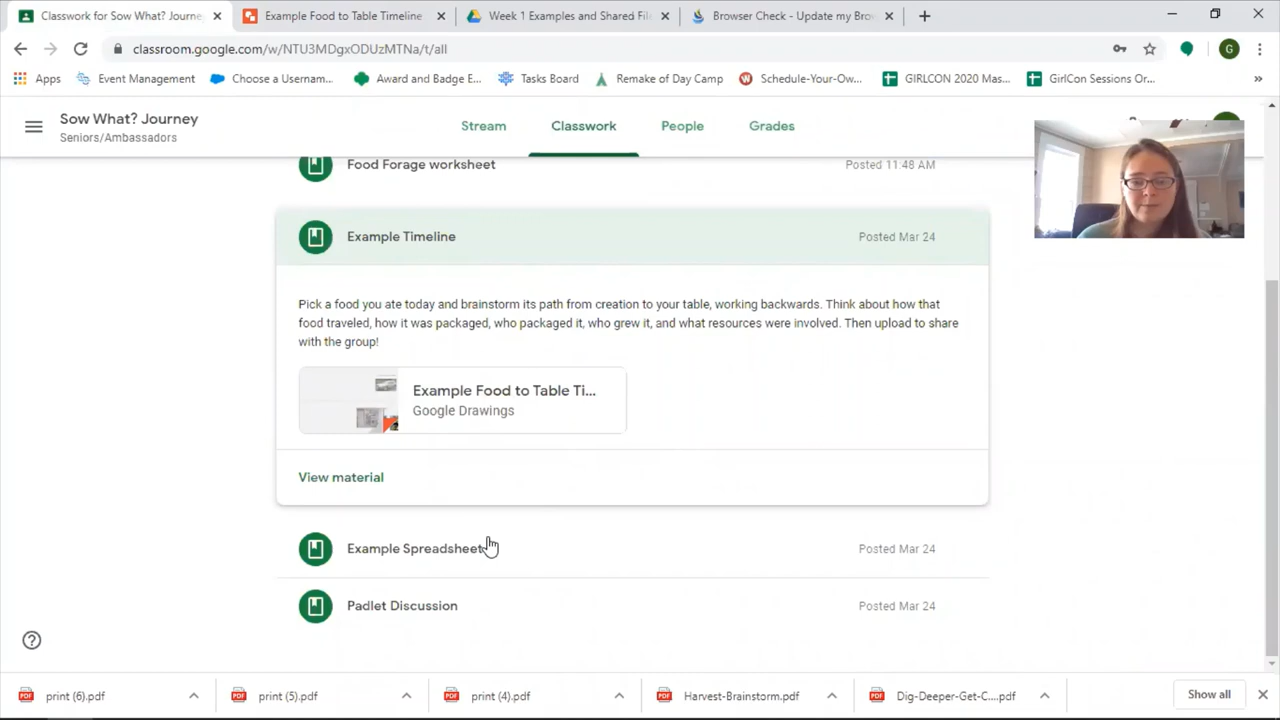 Classroom for Sow What? Journe
Example Food to Table Timeline
Week 1 Examples and Shared Fil
Browser Check - Update my Brow
classroom.google.com/w/NTU3MDgxODUzMTNa/t/all
G
Apps
Event Management
Choose a Usernam...
Award and Badge E...
Tasks Board
Remake of Day Camp
Schedule-Your-Ow...
GIRLCON 2020 Mas...
GirlCon Sessions Or...
»
Sow What? Journey
Seniors/Ambassadors
Stream
Classwork
People
Grades
Food Forage worksheet
Posted 11:48 AM
Example Timeline
Posted Mar 24
Pick a food you ate today and brainstorm its path from creation to your table, working backwards. Think about how that
food traveled, how it was packaged, who packaged it, who grew it, and what resources were involved. Then upload to share
with the group!
Example Food to Table Ti...
Google Drawings
View material
Example Spreadsheet
Posted Mar 24
Padlet Discussion
Posted Mar 24
print (6).pdf
print (5).pdf
print (4).pdf
Harvest-Brainstorm.pdf
Dig-Deeper-Get-C....pdf
Show all